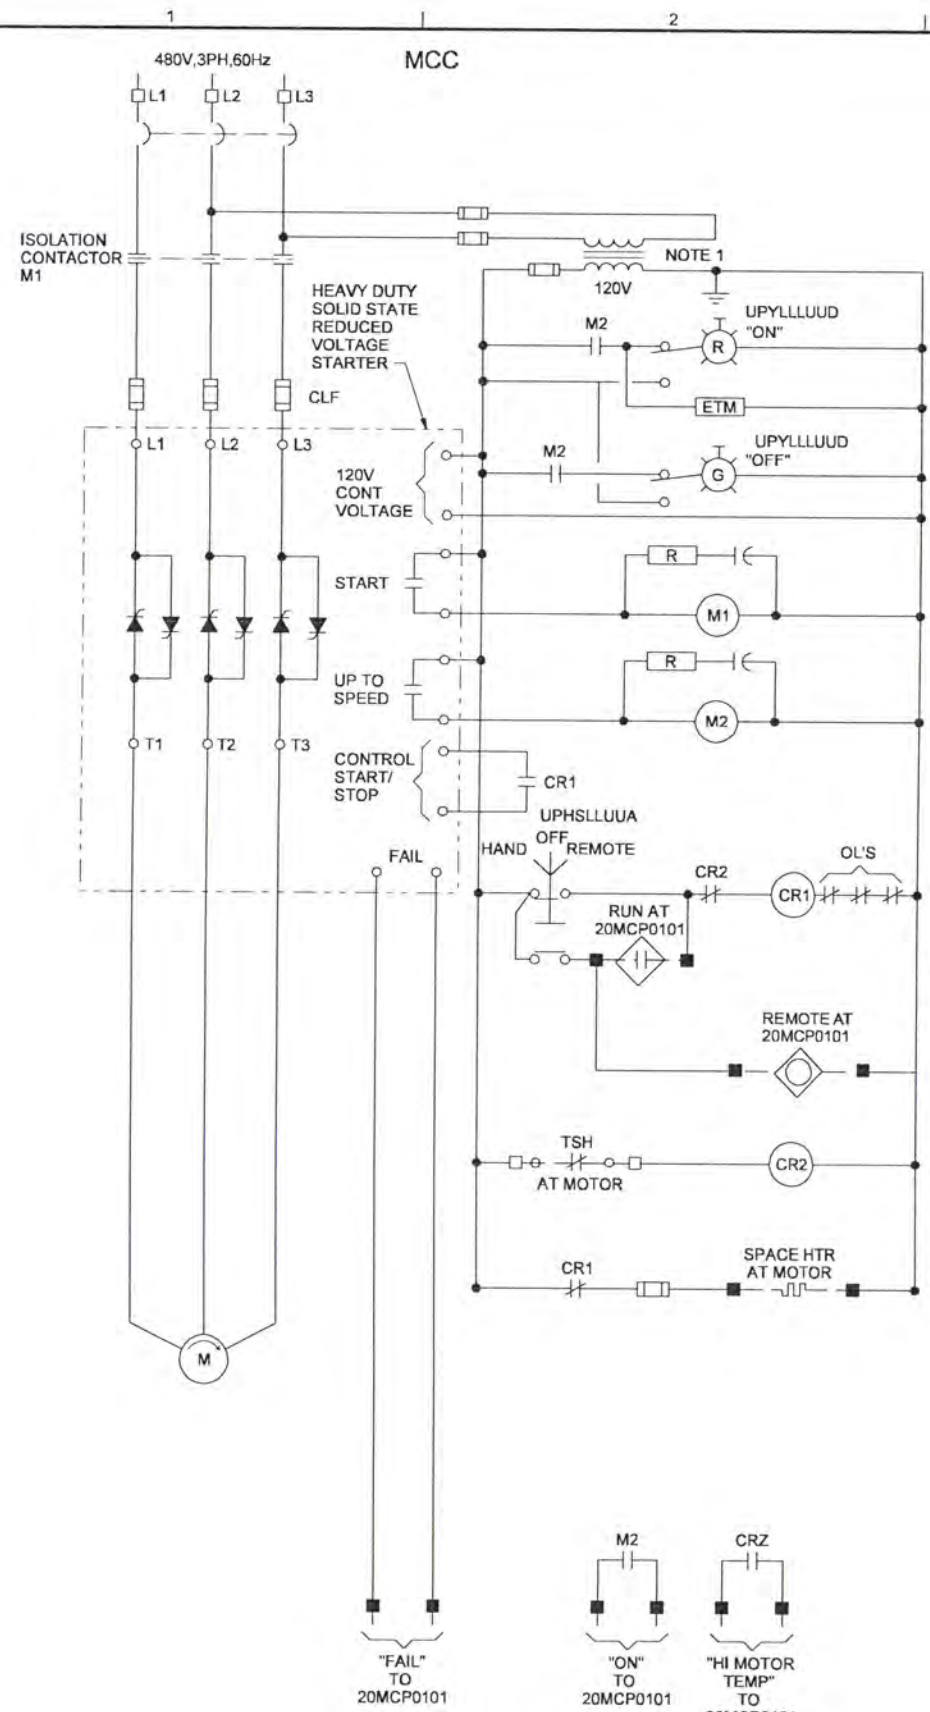 1
2
MCC
480V,3PH,60Hz
L1
L2
L3
ISOLATION
CONTACTOR
M1
NOTE 1
120V
HEAVY DUTY
SOLID STATE
REDUCED
VOLTAGE
STARTER
CLF
M2
UPYLLLUUD
"ON"
R
ETM
L1
L2
L3
120V
CONT
VOLTAGE
M2
UPYLLLUUD
"OFF"
G
START
R
M1
UP TO
SPEED
R
M2
T1
T2
T3
CONTROL
START/
STOP
CR1
UPHSLLUUA
OFF
HAND
REMOTE
FAIL
CR2
CR1
OL'S
RUN AT
20MCP0101
REMOTE AT
20MCP0101
TSH
AT MOTOR
CR2
CR1
SPACE HTR
AT MOTOR
M
M2
CRZ
"FAIL"
TO
20MCP0101
"ON"
TO
20MCP0101
"HI MOTOR
TEMP"
TO